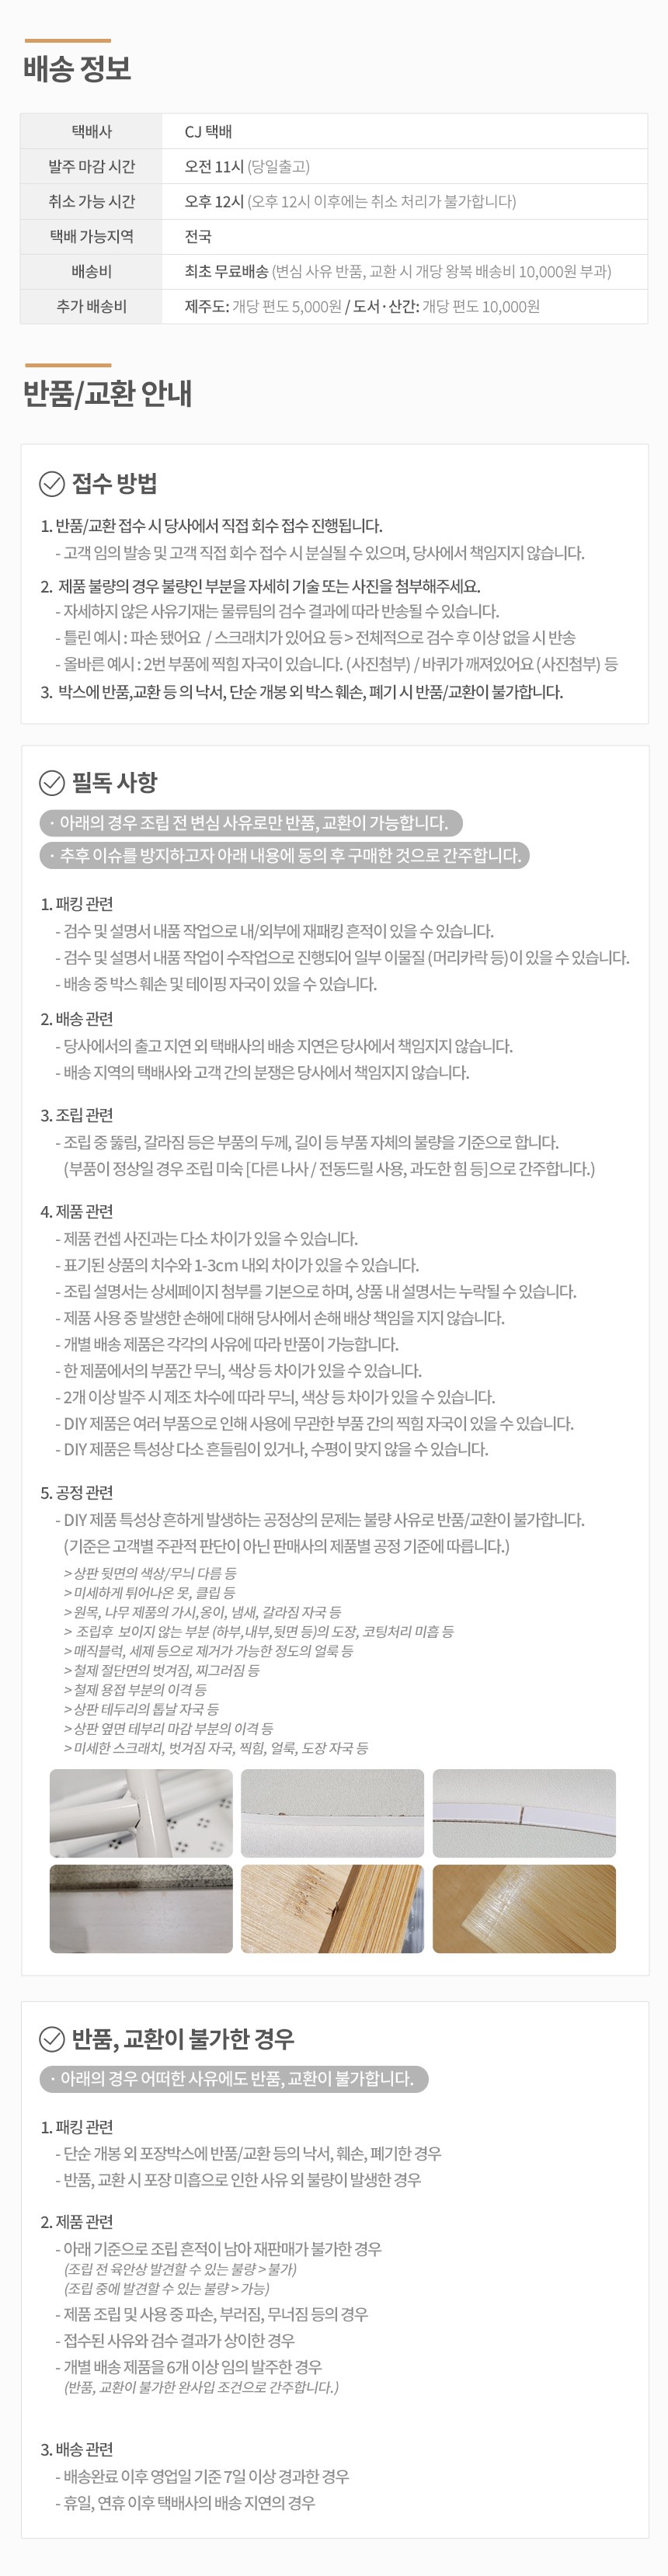 배송 정보
택배사 CJ 택배
발주 마감 시간 오전 11시 (당일출고)
취소 가능 시간 오후 12시 (오후 12시 이후에는 취소 처리가 불가합니다)
택배 가능지역 전국
배송비 최초 무료배송 (변심 사유 반품, 교환 시 개당 왕복 배송비 10,000원 부과)
추가 배송비 제주도: 개당 편도 5,000원 / 도서·산간: 개당 편도 10,000원
반품/교환 안내
접수 방법
1. 반품/교환 접수 시 당사에서 직접 회수 접수 진행됩니다.
- 고객 임의 발송 및 고객 직접 회수 접수 시 분실될 수 있으며, 당사에서 책임지지 않습니다.
2. 제품 불량의 경우 불량인 부분을 자세히 기술 또는 사진을 첨부해주세요.
- 자세하지 않은 사유기재는 물류팀의 검수 결과에 따라 반송될 수 있습니다.
- 틀린 예시 : 파손 됐어요 / 스크래치가 있어요 등 > 전체적으로 검수 후 이상 없을 시 반송
- 올바른 예시 : 2번 부품에 찍힘 자국이 있습니다. (사진첨부) / 바퀴가 깨져있어요 (사진첨부) 등
3. 박스에 반품,교환 등 의 낙서, 단순 개봉 외 박스 훼손, 폐기 시 반품/교환이 불가합니다.
필독 사항
· 아래의 경우 조립 전 변심 사유로만 반품, 교환이 가능합니다.
· 추후 이슈를 방지하고자 아래 내용에 동의 후 구매한 것으로 간주합니다.
1. 패킹 관련
- 검수 및 설명서 내품 작업으로 내/외부에 재패킹 흔적이 있을 수 있습니다.
- 검수 및 설명서 내품 작업이 수작업으로 진행되어 일부 이물질 (머리카락 등)이 있을 수 있습니다.
- 배송 중 박스 훼손 및 테이핑 자국이 있을 수 있습니다.
2. 배송 관련
- 당사에서의 출고 지연 외 택배사의 배송 지연은 당사에서 책임지지 않습니다.
- 배송 지역의 택배사와 고객 간의 분쟁은 당사에서 책임지지 않습니다.
3. 조립 관련
- 조립 중 뚫림, 갈라짐 등은 부품의 두께, 길이 등 부품 자체의 불량을 기준으로 합니다.
(부품이 정상일 경우 조립 미숙 [다른 나사 / 전동드릴 사용, 과도한 힘 등]으로 간주합니다.)
4. 제품 관련
- 제품 컨셉 사진과는 다소 차이가 있을 수 있습니다.
- 표기된 상품의 치수와 1-3cm 내외 차이가 있을 수 있습니다.
- 조립 설명서는 상세페이지 첨부를 기본으로 하며, 상품 내 설명서는 누락될 수 있습니다.
- 제품 사용 중 발생한 손해에 대해 당사에서 손해 배상 책임을 지지 않습니다.
- 개별 배송 제품은 각각의 사유에 따라 반품이 가능합니다.
- 한 제품에서의 부품간 무늬, 색상 등 차이가 있을 수 있습니다.
- 2개 이상 발주 시 제조 차수에 따라 무늬, 색상 등 차이가 있을 수 있습니다.
- DIY 제품은 여러 부품으로 인해 사용에 무관한 부품 간의 찍힘 자국이 있을 수 있습니다.
- DIY 제품은 특성상 다소 흔들림이 있거나, 수평이 맞지 않을 수 있습니다.
5. 공정 관련
- DIY 제품 특성상 흔하게 발생하는 공정상의 문제는 불량 사유로 반품/교환이 불가합니다.
(기준은 고객별 주관적 판단이 아닌 판매사의 제품별 공정 기준에 따릅니다.)
> 상판 뒷면의 색상/무늬 다름 등
> 미세하게 튀어나온 못, 클립 등
> 원목, 나무 제품의 가시,옹이, 냄새, 갈라짐 자국 등
> 조립후 보이지 않는 부분 (하부,내부,뒷면 등)의 도장, 코팅처리 미흡 등
> 매직블럭, 세제 등으로 제거가 가능한 정도의 얼룩 등
> 철제 절단면의 벗겨짐, 찌그러짐 등
> 철제 용접 부분의 이격 등
> 상판 테두리의 톱날 자국 등
> 상판 옆면 테부리 마감 부분의 이격 등
> 미세한 스크래치, 벗겨짐 자국, 찍힘, 얼룩, 도장 자국 등
반품, 교환이 불가한 경우
· 아래의 경우 어떠한 사유에도 반품, 교환이 불가합니다.
1. 패킹 관련
- 단순 개봉 외 포장박스에 반품/교환 등의 낙서, 훼손, 폐기한 경우
- 반품, 교환 시 포장 미흡으로 인한 사유 외 불량이 발생한 경우
2. 제품 관련
- 아래 기준으로 조립 흔적이 남아 재판매가 불가한 경우
(조립 전 육안상 발견할 수 있는 불량 > 불가)
(조립 중에 발견할 수 있는 불량 > 가능)
- 제품 조립 및 사용 중 파손, 부러짐, 무너짐 등의 경우
- 접수된 사유와 검수 결과가 상이한 경우
- 개별 배송 제품을 6개 이상 임의 발주한 경우
(반품, 교환이 불가한 완사입 조건으로 간주합니다.)
3. 배송 관련
- 배송완료 이후 영업일 기준 7일 이상 경과한 경우
- 휴일, 연휴 이후 택배사의 배송 지연의 경우